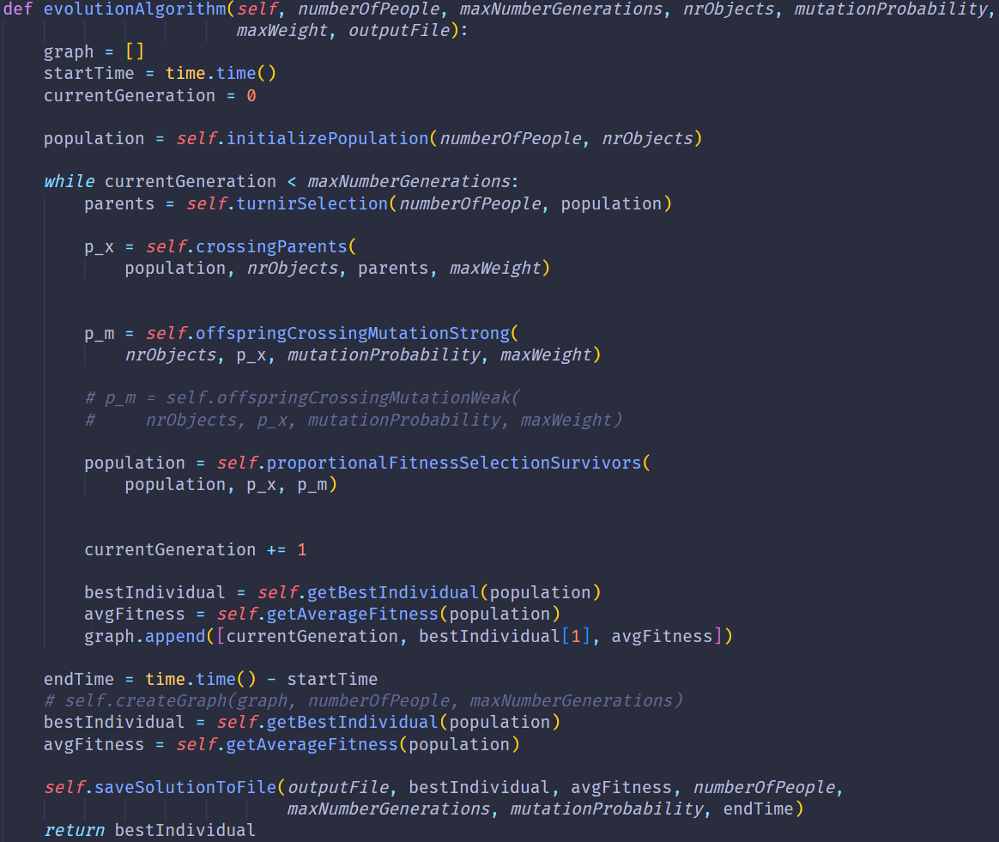 def evolutionAlgorithm(self, numberOfPeople, maxNumberGenerations, nrObjects, mutationProbability,
                       maxWeight, outputFile):
    graph = []
    startTime = time.time()
    currentGeneration = 0

    population = self.initializePopulation(numberOfPeople, nrObjects)

    while currentGeneration < maxNumberGenerations:
        parents = self.turnirSelection(numberOfPeople, population)

        p_x = self.crossingParents(
            population, nrObjects, parents, maxWeight)


        p_m = self.offspringCrossingMutationStrong(
            nrObjects, p_x, mutationProbability, maxWeight)

        # p_m = self.offspringCrossingMutationWeak(
        #     nrObjects, p_x, mutationProbability, maxWeight)

        population = self.proportionalFitnessSelectionSurvivors(
            population, p_x, p_m)


        currentGeneration += 1

        bestIndividual = self.getBestIndividual(population)
        avgFitness = self.getAverageFitness(population)
        graph.append([currentGeneration, bestIndividual[1], avgFitness])

    endTime = time.time() - startTime
    # self.createGraph(graph, numberOfPeople, maxNumberGenerations)
    bestIndividual = self.getBestIndividual(population)
    avgFitness = self.getAverageFitness(population)

    self.saveSolutionToFile(outputFile, bestIndividual, avgFitness, numberOfPeople,
                            maxNumberGenerations, mutationProbability, endTime)
    return bestIndividual